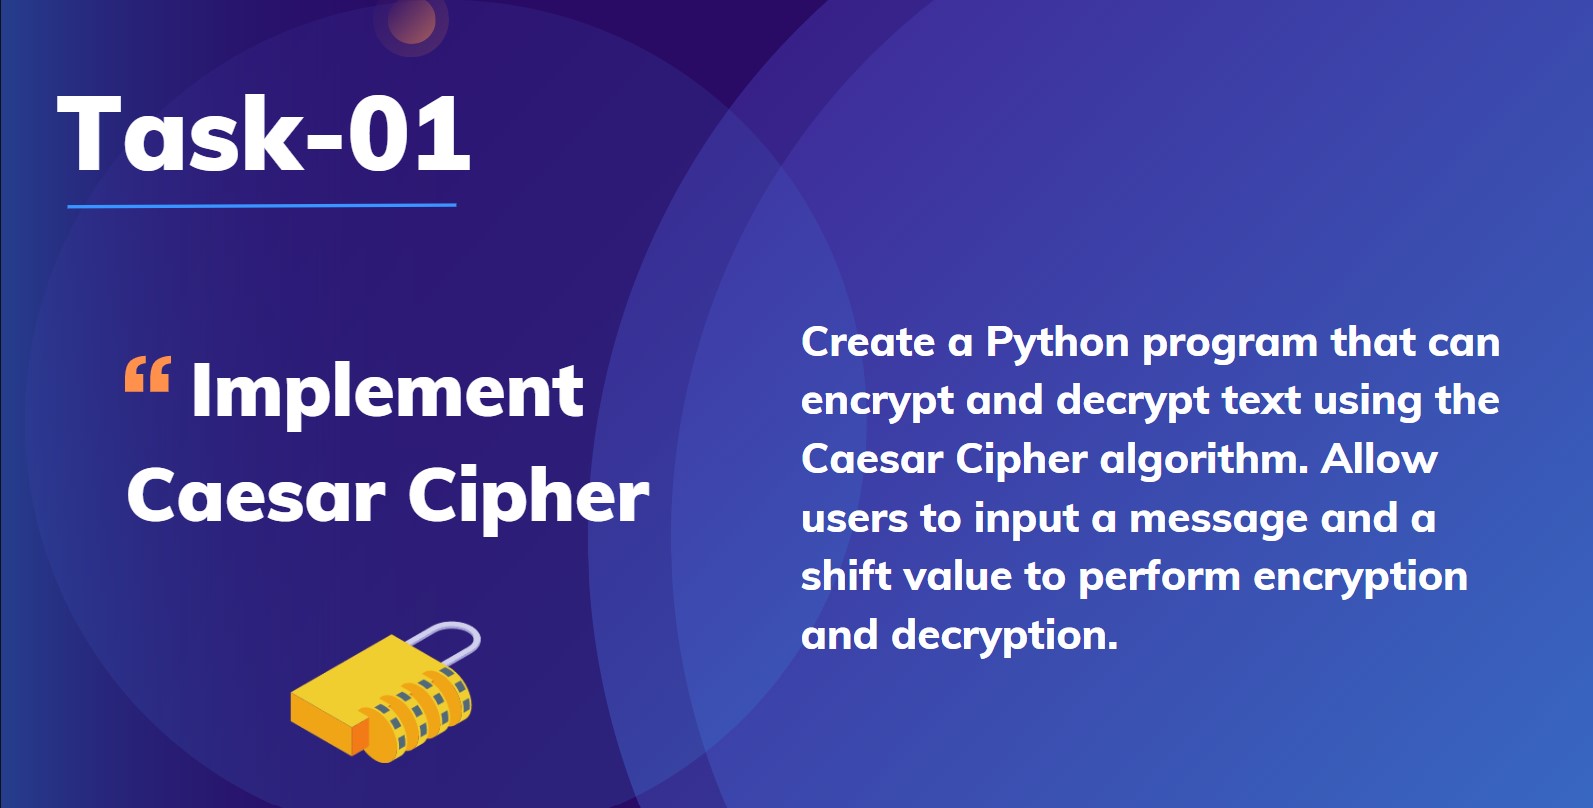 Task-01
“ Implement
Caesar Cipher
Create a Python program that can
encrypt and decrypt text using the
Caesar Cipher algorithm. Allow
users to input a message and a
shift value to perform encryption
and decryption.